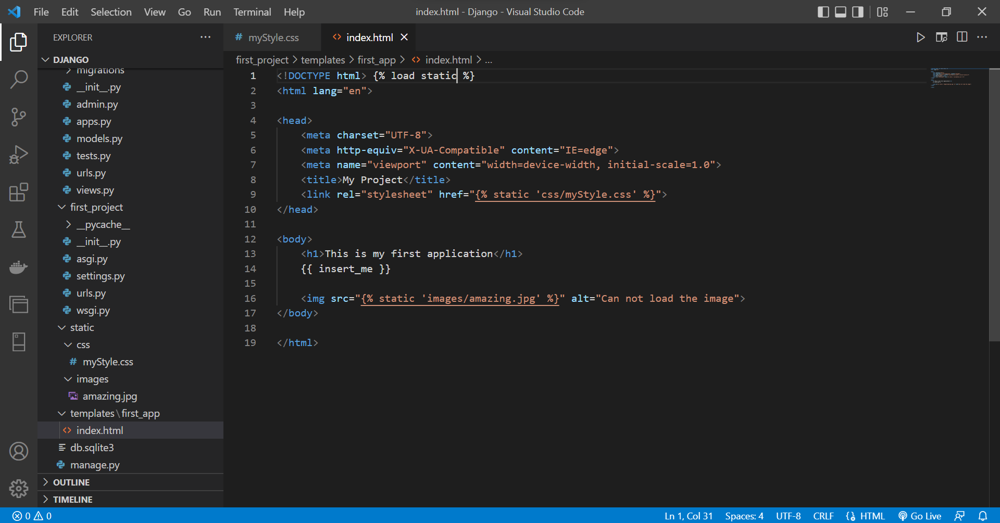 File Edit Selection View Go Run Terminal Help index.html - Django - Visual Studio Code
EXPLORER ···
DJANGO
migrations
__init__.py
admin.py
apps.py
models.py
tests.py
urls.py
views.py
first_project
__pycache__
__init__.py
asgi.py
settings.py
urls.py
wsgi.py
static
css
# myStyle.css
images
amazing.jpg
templates\first_app
<> index.html
db.sqlite3
manage.py
OUTLINE
TIMELINE
# myStyle.css <> index.html ×
first_project > templates > first_app > <> index.html > ...
1 <!DOCTYPE html> {% load static %}
2 <html lang="en">
3
4 <head>
5 <meta charset="UTF-8">
6 <meta http-equiv="X-UA-Compatible" content="IE=edge">
7 <meta name="viewport" content="width=device-width, initial-scale=1.0">
8 <title>My Project</title>
9 <link rel="stylesheet" href="{% static 'css/myStyle.css' %}">
10 </head>
11
12 <body>
13 <h1>This is my first application</h1>
14 {{ insert_me }}
15
16 <img src="{% static 'images/amazing.jpg' %}" alt="Can not load the image">
17 </body>
18
19 </html>
0 0 Ln 1, Col 31 Spaces: 4 UTF-8 CRLF HTML Go Live